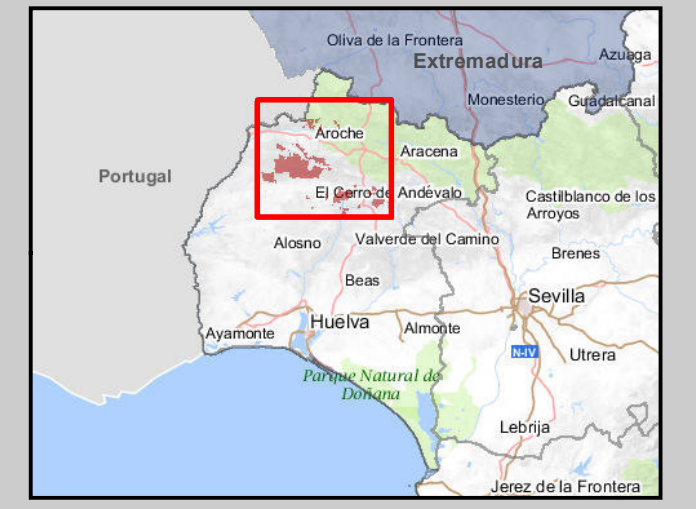 Oliva de la Frontera
Extremadura
Azuaga
Monesterio
Guadalcanal
Aroche
Aracena
Portugal
El Cerro de Andévalo
Castilblanco de los
Arroyos
Alosno
Valverde del Camino
Brenes
Beas
Sevilla
Huelva
Almonte
Ayamonte
N-IV
Utrera
Parque Natural de
Doñana
Lebrija
Jerez de la Frontera